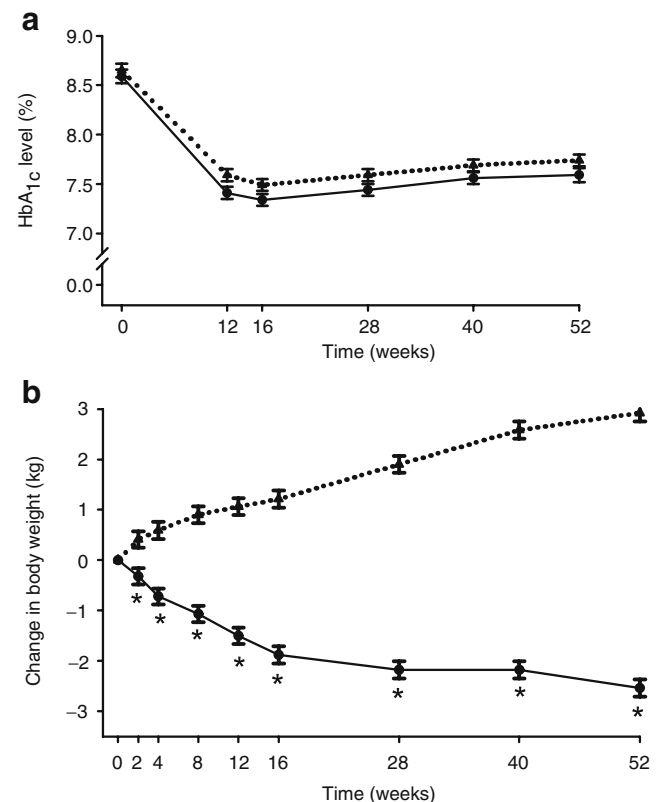 a
9.0
8.5
8.0
7.5
7.0
0.0
HbA1c level (%)
0 12 16 28 40 52
Time (weeks)
b
3
2
1
0
−1
−2
−3
Change in body weight (kg)
* * * * * * * *
0 2 4 8 12 16 28 40 52
Time (weeks)